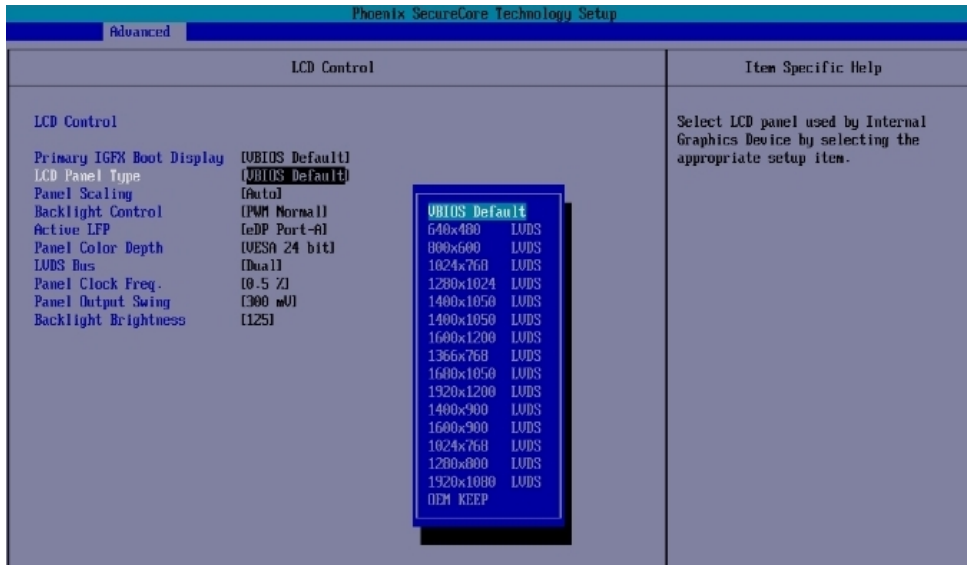 Phoenix SecureCore Technology Setup
Advanced
LCD Control
LCD Control
Primary IGFX Boot Display [VBIOS Default]
LCD Panel Type [VBIOS Default]
Panel Scaling [Auto]
Backlight Control [PWM Normal]
Active LFP [eDP Port-A]
Panel Color Depth [VESA 24 bit]
LVDS Bus [Dual]
Panel Clock Freq. [0.5 %]
Panel Output Swing [300 mV]
Backlight Brightness [125]
VBIOS Default
640x480 LVDS
800x600 LVDS
1024x768 LVDS
1280x1024 LVDS
1400x1050 LVDS
1400x1050 LVDS
1600x1200 LVDS
1366x768 LVDS
1680x1050 LVDS
1920x1200 LVDS
1400x900 LVDS
1600x900 LVDS
1024x768 LVDS
1280x800 LVDS
1920x1080 LVDS
OEM KEEP
Item Specific Help
Select LCD panel used by Internal
Graphics Device by selecting the
appropriate setup item.